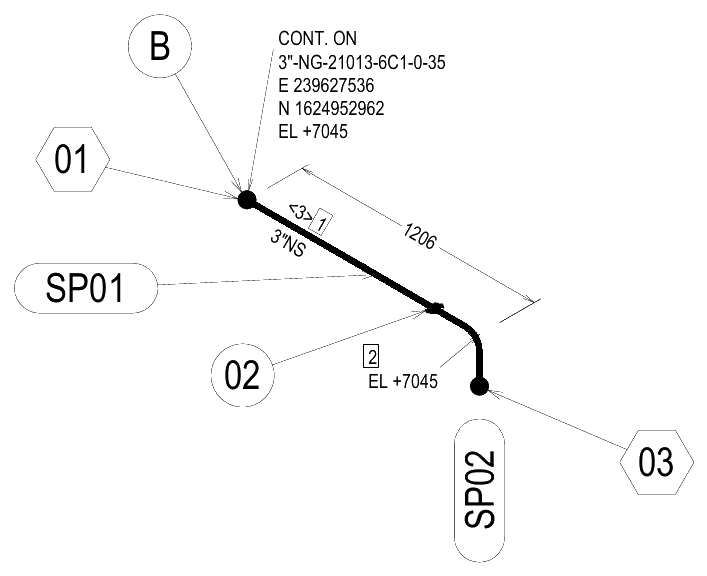 B
CONT. ON
3"-NG-21013-6C1-0-35
E 239627536
N 1624952962
EL +7045
01
<3> 1
3"NS
1206
SP01
02
2
EL +7045
03
SP02